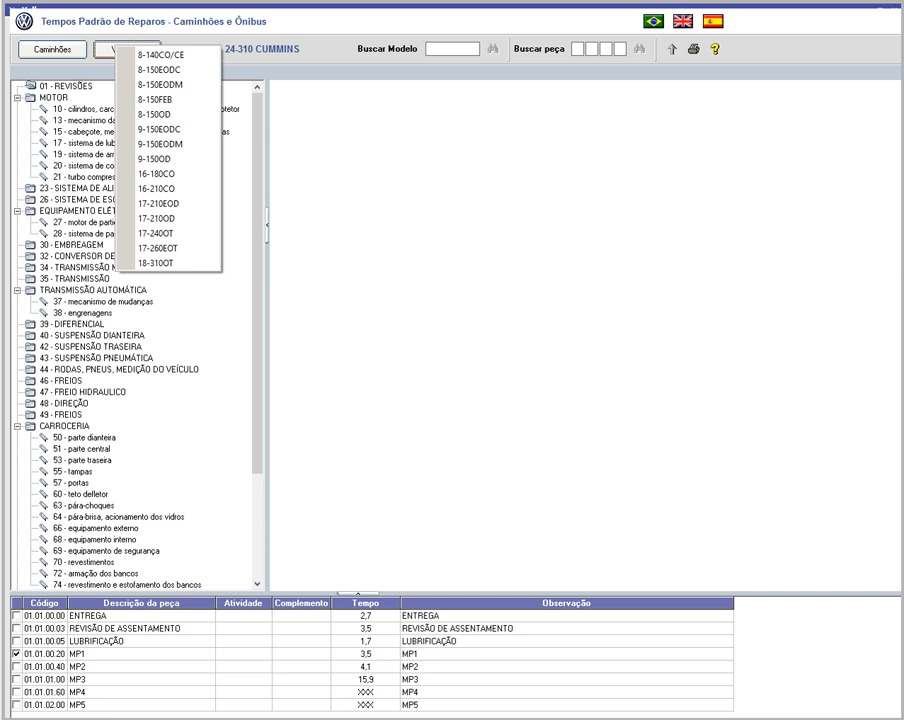 Tempos Padrão de Reparos - Caminhões e Ônibus
Caminhões
24-310 CUMMINS
Buscar Modelo
Buscar peça
?
8-140CO/CE
8-150EODC
8-150EODM
8-150FEB
8-150OD
9-150EODC
9-150EODM
9-150OD
16-180CO
16-210CO
17-210EOD
17-210OD
17-240OT
17-260EOT
18-310OT
01 - REVISÕES
MOTOR
10 - cilindros, carc
13 - mecanismo da
15 - cabeçote, me
17 - sistema de lub
19 - sistema de arr
20 - sistema de co
21 - turbo compres
23 - SISTEMA DE ALI
26 - SISTEMA DE ES
EQUIPAMENTO ELÉT
27 - motor de parti
28 - sistema de pa
30 - EMBREAGEM
32 - CONVERSOR DE
34 - TRANSMISSÃO M
35 - TRANSMISSÃO
TRANSMISSÃO AUTOMÁTICA
37 - mecanismo de mudanças
38 - engrenagens
39 - DIFERENCIAL
40 - SUSPENSÃO DIANTEIRA
42 - SUSPENSÃO TRASEIRA
43 - SUSPENSÃO PNEUMÁTICA
44 - RODAS, PNEUS, MEDIÇÃO DO VEÍCULO
46 - FREIOS
47 - FREIO HIDRAULICO
48 - DIREÇÃO
49 - FREIOS
CARROCERIA
50 - parte dianteira
51 - parte central
53 - parte traseira
55 - tampas
57 - portas
60 - teto defletor
63 - pára-choques
64 - pára-brisa, acionamento dos vidros
66 - equipamento externo
68 - equipamento interno
69 - equipamento de segurança
70 - revestimentos
72 - armação dos bancos
74 - revestimento e estofamento dos bancos
Código Descrição da peça Atividade Complemento Tempo Observação
01.01.00.00 ENTREGA 2,7 ENTREGA
01.01.00.03 REVISÃO DE ASSENTAMENTO 3,5 REVISÃO DE ASSENTAMENTO
01.01.00.05 LUBRIFICAÇÃO 1,7 LUBRIFICAÇÃO
01.01.00.20 MP1 3,5 MP1
01.01.00.40 MP2 4,1 MP2
01.01.01.00 MP3 15,9 MP3
01.01.01.60 MP4 XXX MP4
01.01.02.00 MP5 XXX MP5